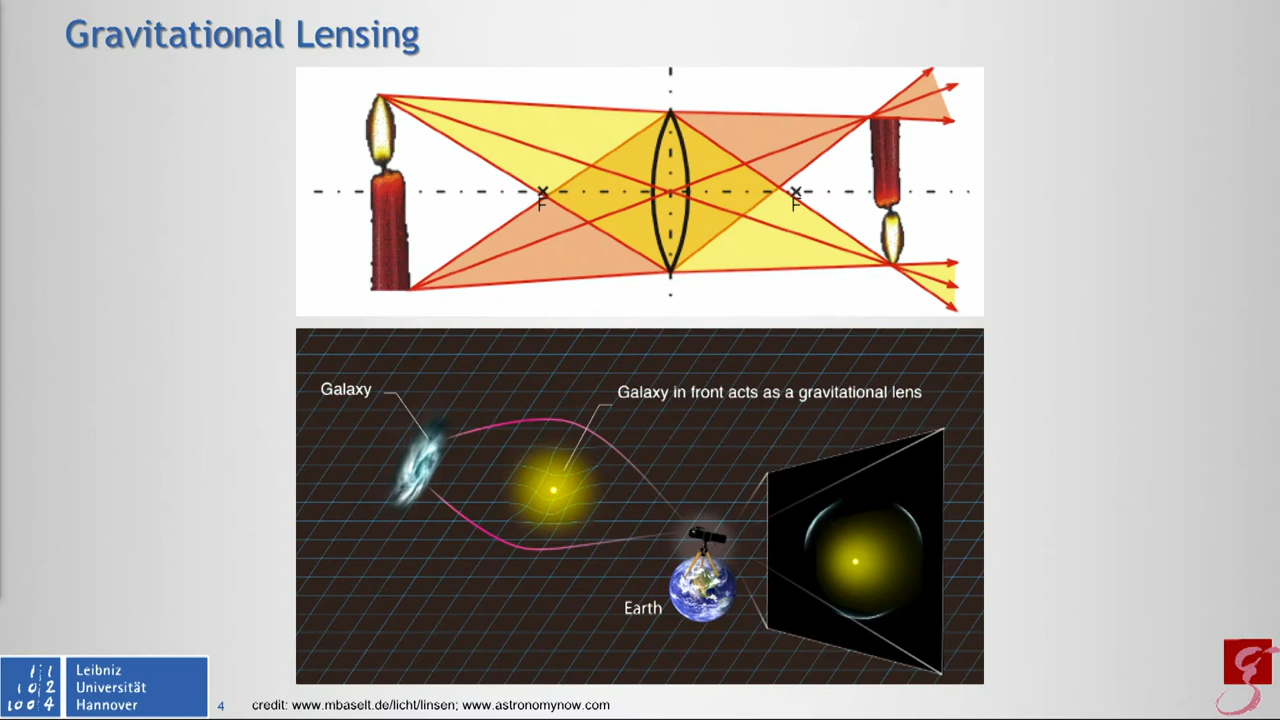 Gravitational Lensing
F
F
Galaxy
Galaxy in front acts as a gravitational lens
Earth
Leibniz
Universität
Hannover
4
credit: www.mbaselt.de/licht/linsen; www.astronomynow.com